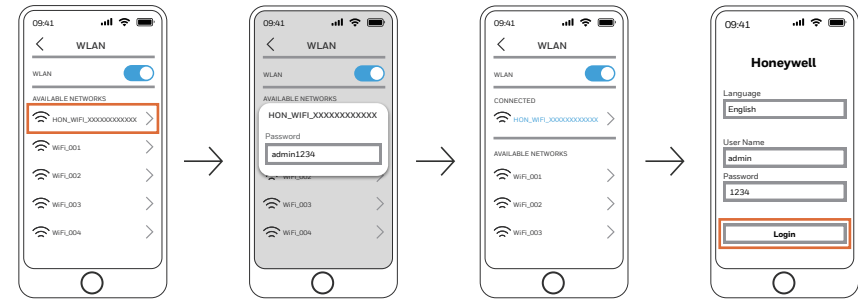 09:41
WLAN
WLAN
AVAILABLE NETWORKS
HON_WIFI_XXXXXXXXXXXX
WiFi_001
WiFi_002
WiFi_003
WiFi_004
09:41
WLAN
WLAN
AVAILABLE NETWORKS
HON_WIFI_XXXXXXXXXXXX
Password
admin1234
WiFi_002
WiFi_003
WiFi_004
09:41
WLAN
WLAN
CONNECTED
HON_WIFI_XXXXXXXXXXXX
AVAILABLE NETWORKS
WiFi_001
WiFi_002
WiFi_003
09:41
Honeywell
Language
English
User Name
admin
Password
1234
Login